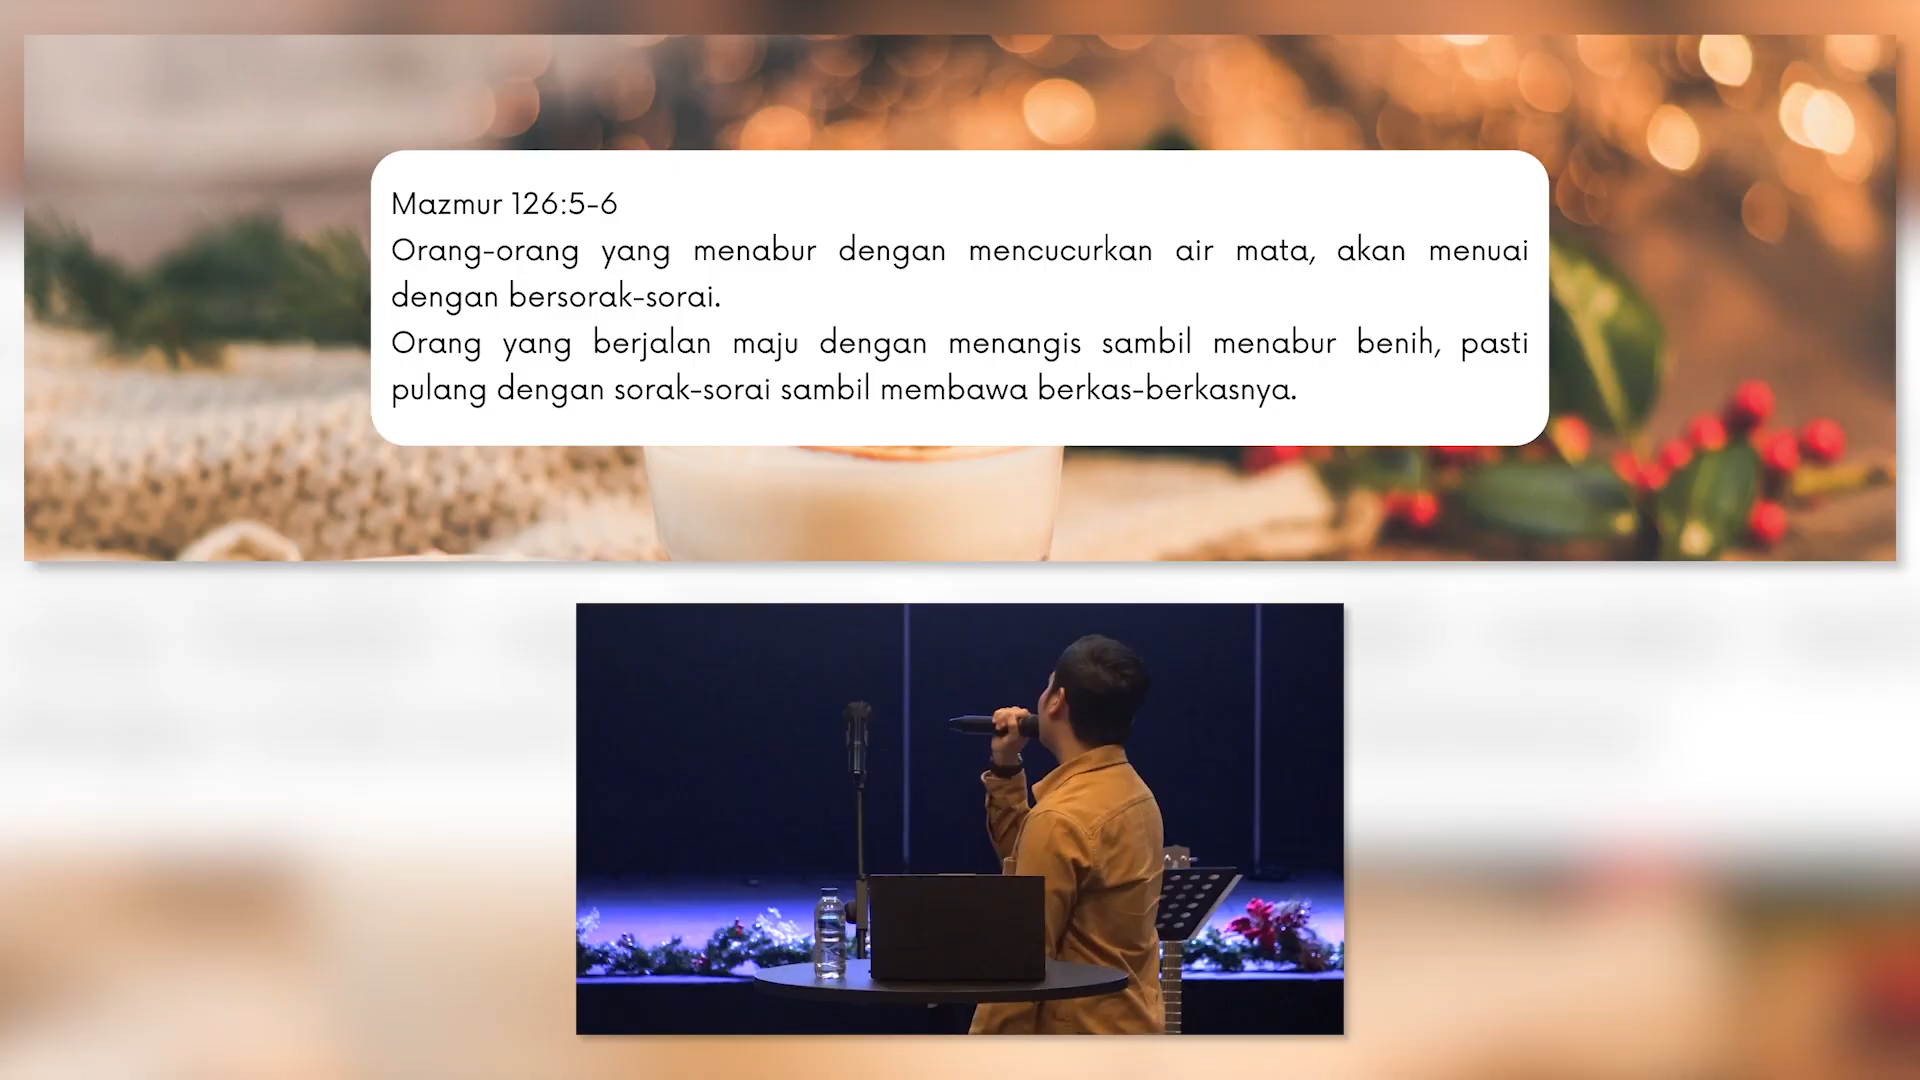 Mazmur 126:5-6
Orang-orang yang menabur dengan mencucurkan air mata, akan menuai
dengan bersorak-sorai.
Orang yang berjalan maju dengan menangis sambil menabur benih, pasti
pulang dengan sorak-sorai sambil membawa berkas-berkasnya.